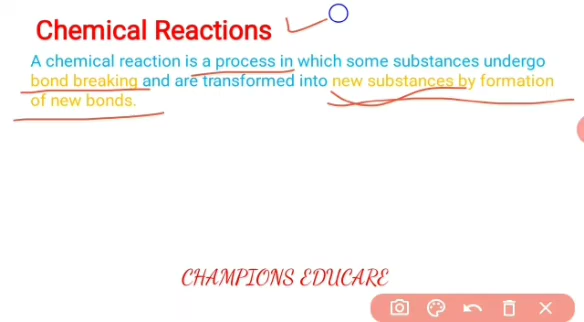 Chemical Reactions
A chemical reaction is a process in which some substances undergo
bond breaking and are transformed into new substances by formation
of new bonds.
CHAMPIONS EDUCARE